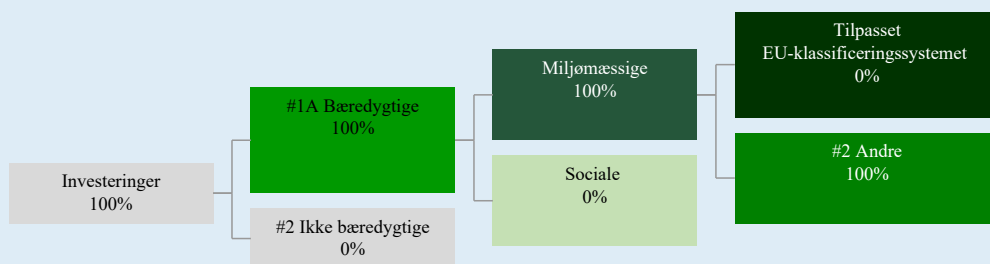 Investeringer
100%
#1A Bæredygtige
100%
#2 Ikke bæredygtige
0%
Miljømæssige
100%
Sociale
0%
Tilpasset
EU-klassificeringssystemet
0%
#2 Andre
100%